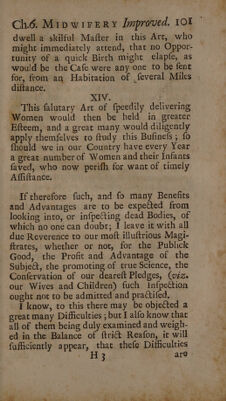 Ch.6. MIDWIFERY Improved. 101
dwell a skilful Master in this Art, who
might immediately attend, that no Oppor-
tunity of a quick Birth might elapse, as
would be the Case were any one to be sent
for, from an Habitation of several Miles
distance.
XIV.
This salutary Art of speedily delivering
Women would then be held in greater
Esteem, and a great many would diligently
apply themselves to study this Business; so
should we in our Country have every Year
a great number of Women and their Infants
saved, who now perish for want of timely
Assistance.
If therefore such, and so many Benefits
and Advantages are to be expected from
looking into, or inspecting dead Bodies, of
which no one can doubt; I leave it with all
due Reverence to our most illustrious Magi-
strates, whether or not, for the Publick
Good, the Profit and Advantage of the
Subject, the promoting of true Science, the
Conservation of our dearest Pledges, (viz.
our Wives and Children) such Inspection
ought not to be admitted and practised.
I know, to this there may be objected a
great many Difficulties; but I also know that
all of them being duly examined and weigh-
ed in the Balance of strict Reason, it will
sufficiently appear, that these Difficulties
H 3 are